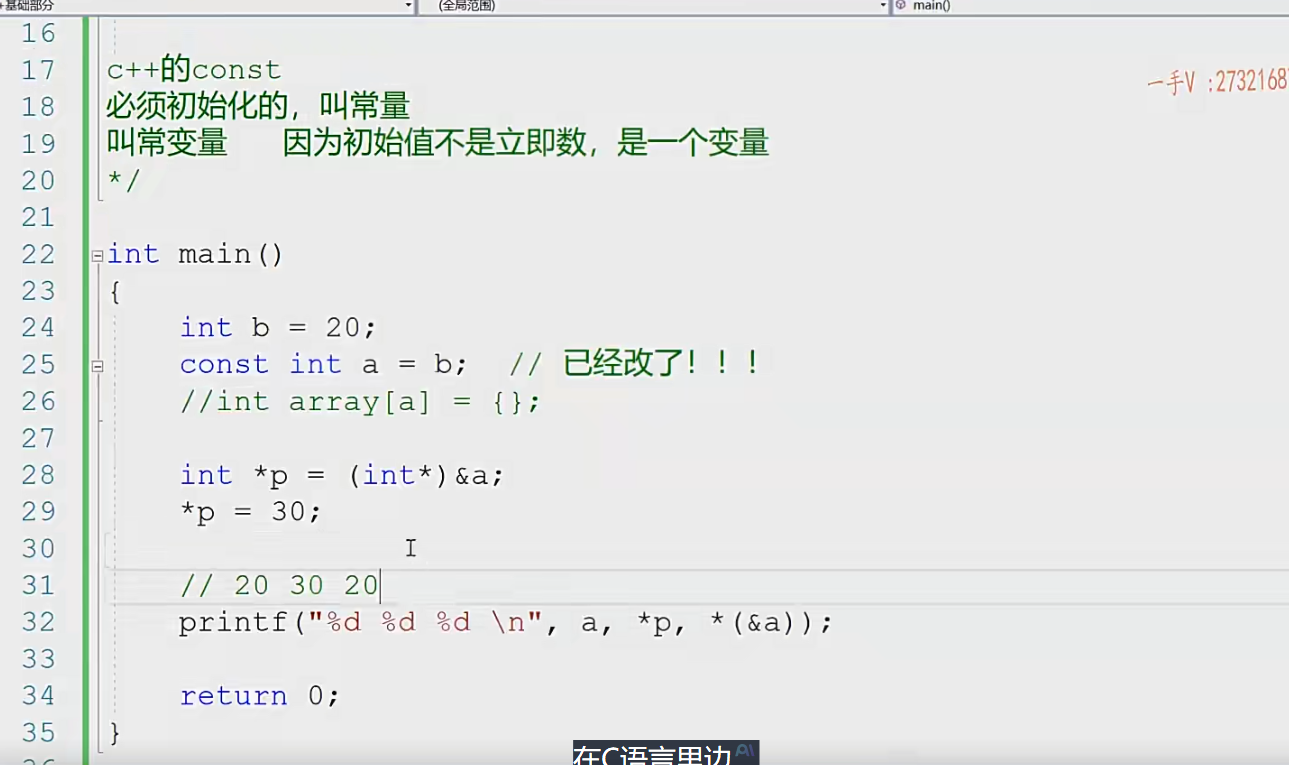 +基础部分 (全局范围) main()
一手V :2732168
16
17 c++的const
18 必须初始化的，叫常量
19 叫常变量 因为初始值不是立即数，是一个变量
20 */
21
22 int main()
23 {
24 int b = 20;
25 const int a = b; // 已经改了！！！
26 //int array[a] = {};
27
28 int *p = (int*)&a;
29 *p = 30;
30
31 // 20 30 20
32 printf("%d %d %d \n", a, *p, *(&a));
33
34 return 0;
35 }
在C语言里边 AI